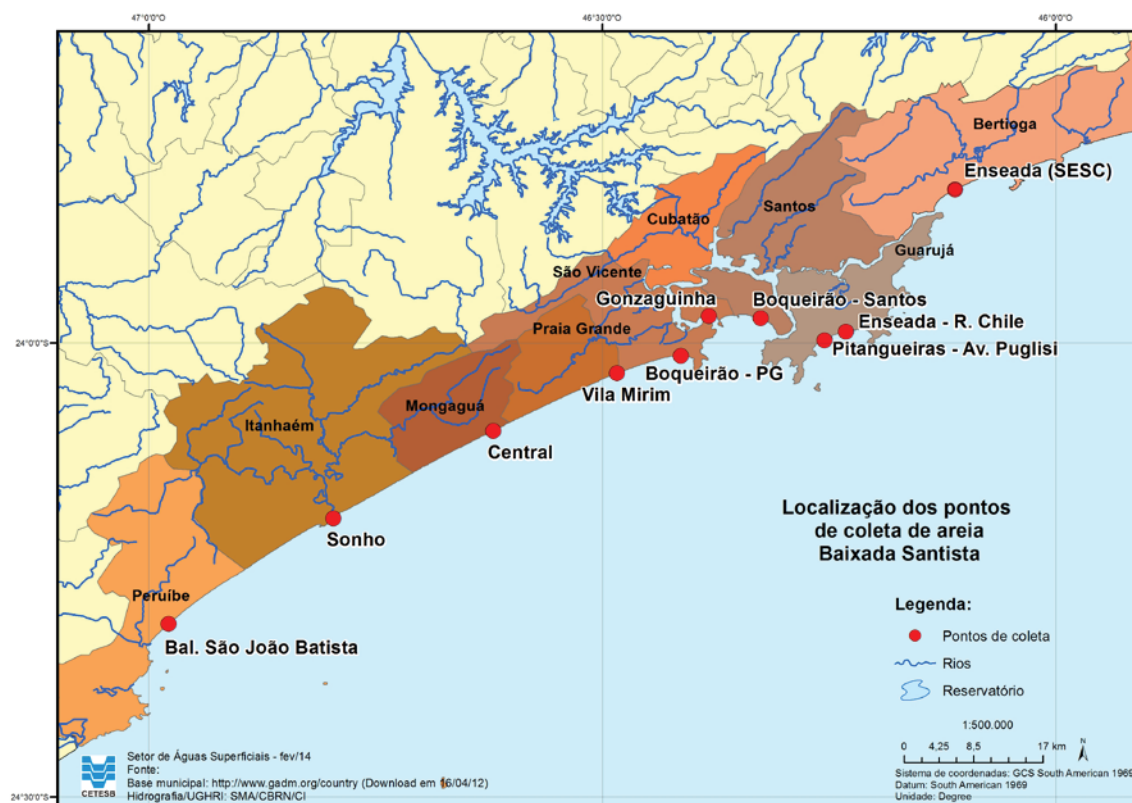 47°0'0"O
46°30'0"O
46°0'0"O
Bertioga
Enseada (SESC)
Santos
Cubatão
Guarujá
São Vicente
Gonzaguinha
Boqueirão - Santos
Enseada - R. Chile
Praia Grande
24°0'0"S
Pitangueiras - Av. Puglisi
Boqueirão - PG
Vila Mirim
Mongaguá
Itanhaém
Central
Sonho
Localização dos pontos
de coleta de areia
Baixada Santista
Peruíbe
Bal. São João Batista
Legenda:
Pontos de coleta
Rios
Reservatório
1:500.000
0 4,25 8,5 17 km
N
Sistema de coordenadas: GCS South American 1969
Datum: South American 1969
Unidade: Degree
CETESB
Setor de Águas Superficiais - fev/14
Fonte:
Base municipal: http://www.gadm.org/country (Download em 16/04/12)
Hidrografia/UGHRI: SMA/CBRN/CI
24°30'0"S